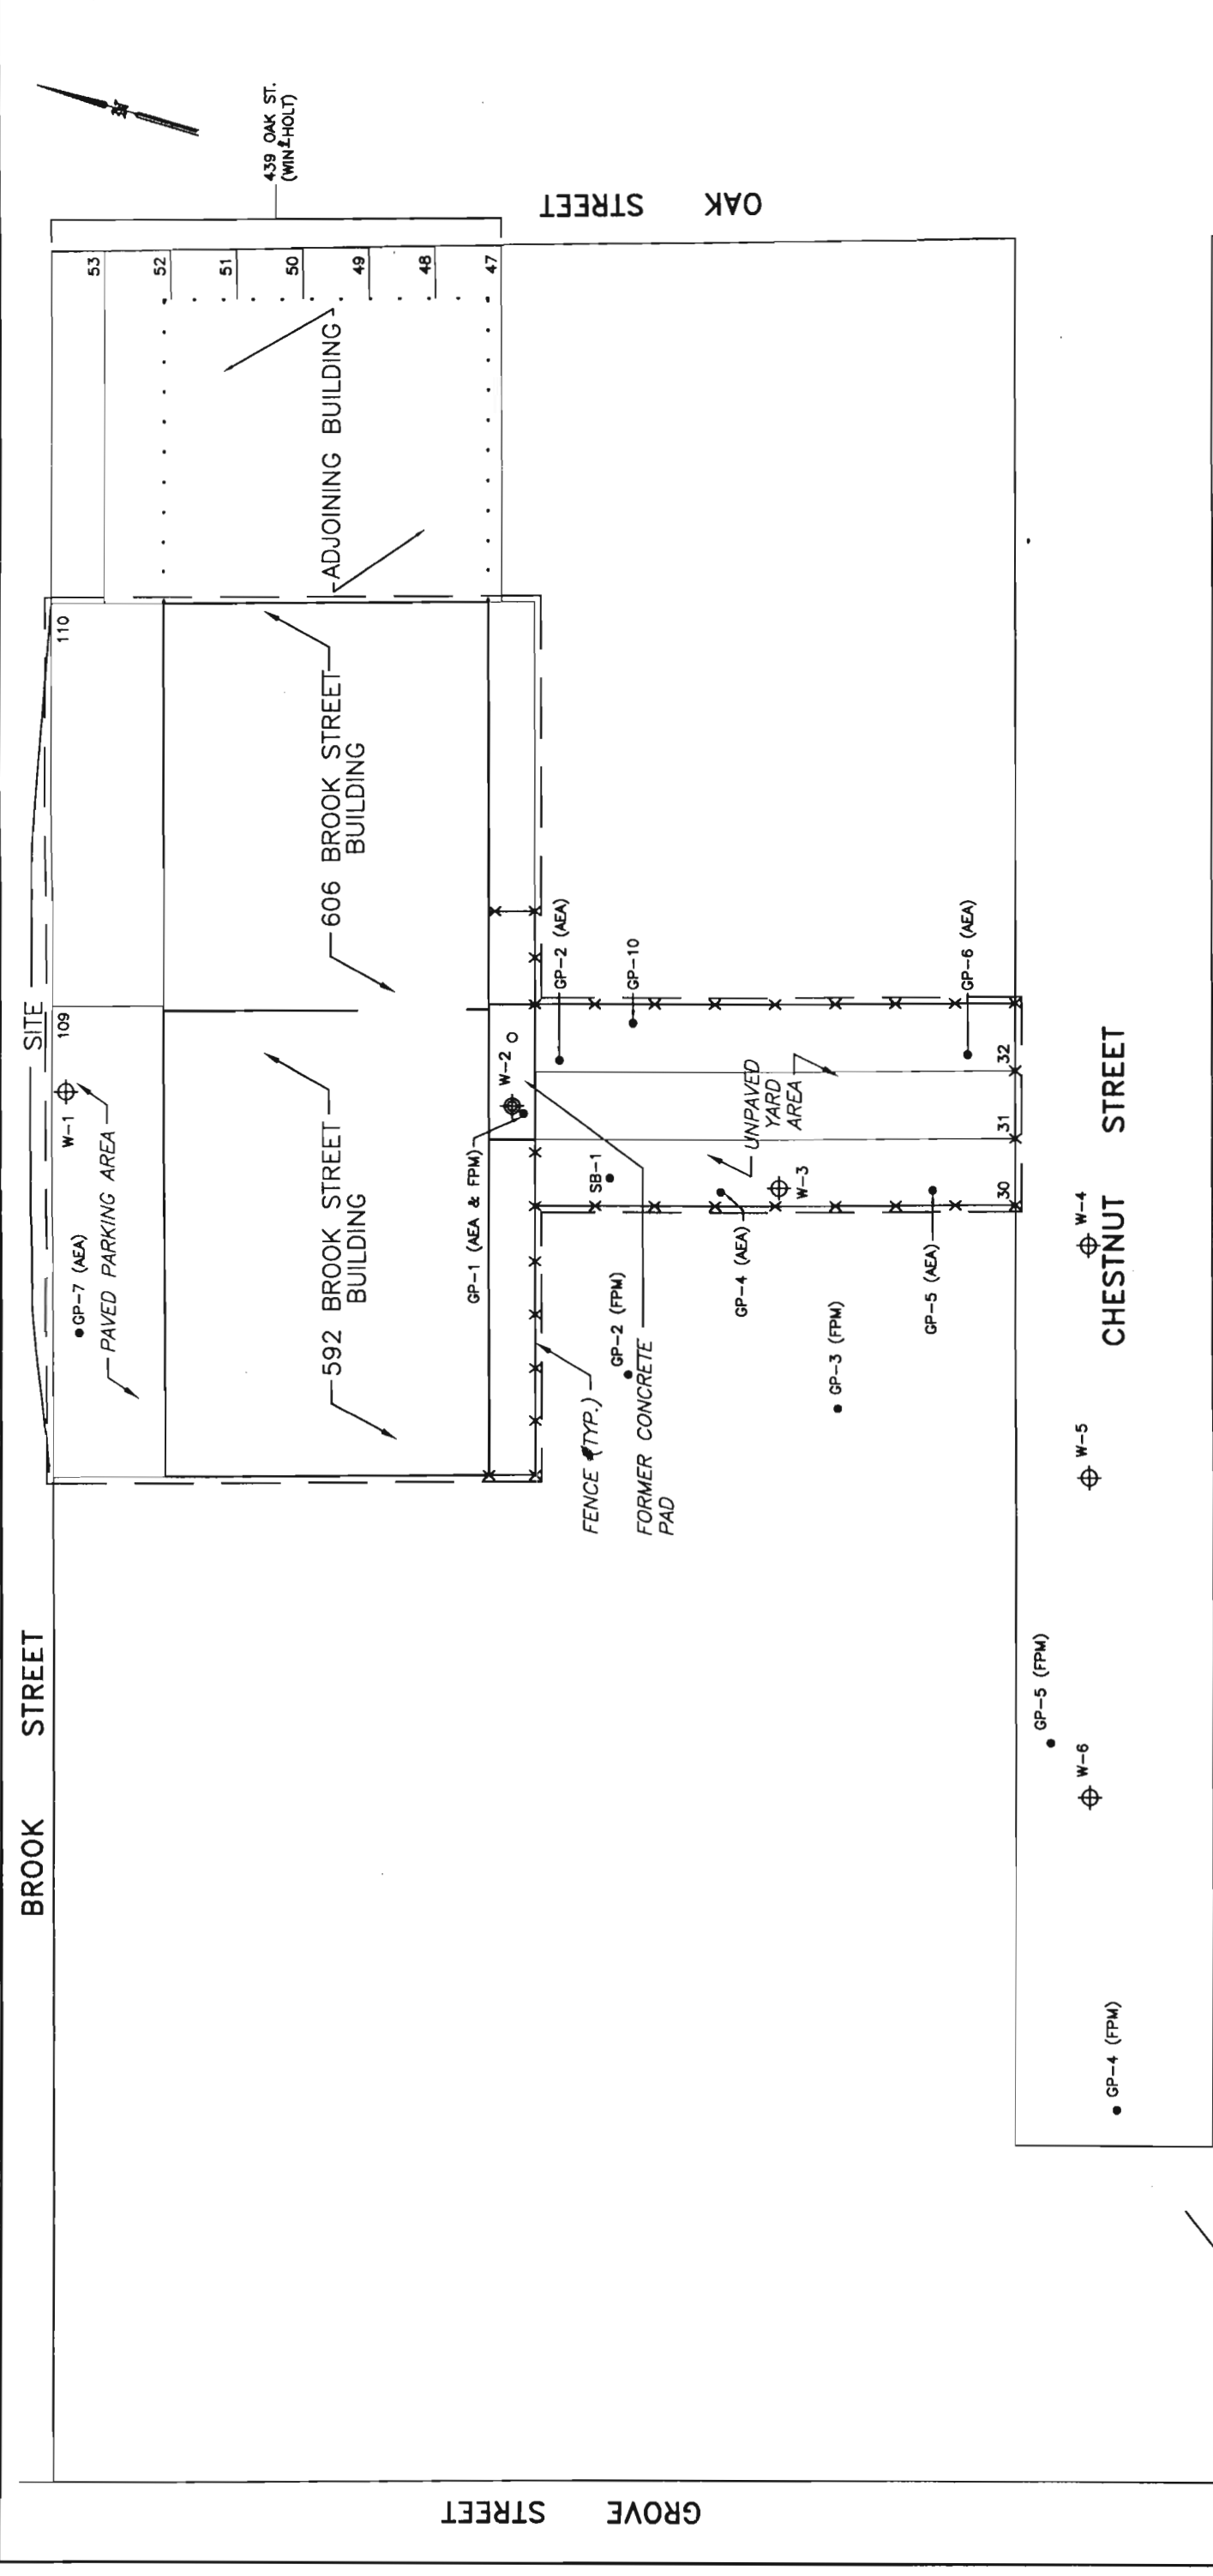 BROOK STREET
SITE
109
110
W-1
GP-7 (AEA)
PAVED PARKING AREA
592 BROOK STREET
BUILDING
606 BROOK STREET
BUILDING
ADJOINING BUILDING
439 OAK ST.
53
52
51
50
49
48
47
OAK STREET
GP-1 (AEA & FPM)
W-2
GP-2 (AEA)
GP-10
GP-6 (AEA)
SB-1
UNPAVED
YARD
AREA
W-3
GP-4 (AEA)
GP-5 (AEA)
30
31
32
GP-2 (FPM)
GP-3 (FPM)
FENCE (TYP.)
FORMER CONCRETE
PAD
W-4
CHESTNUT STREET
W-5
GP-5 (FPM)
W-6
GP-4 (FPM)
GROVE STREET